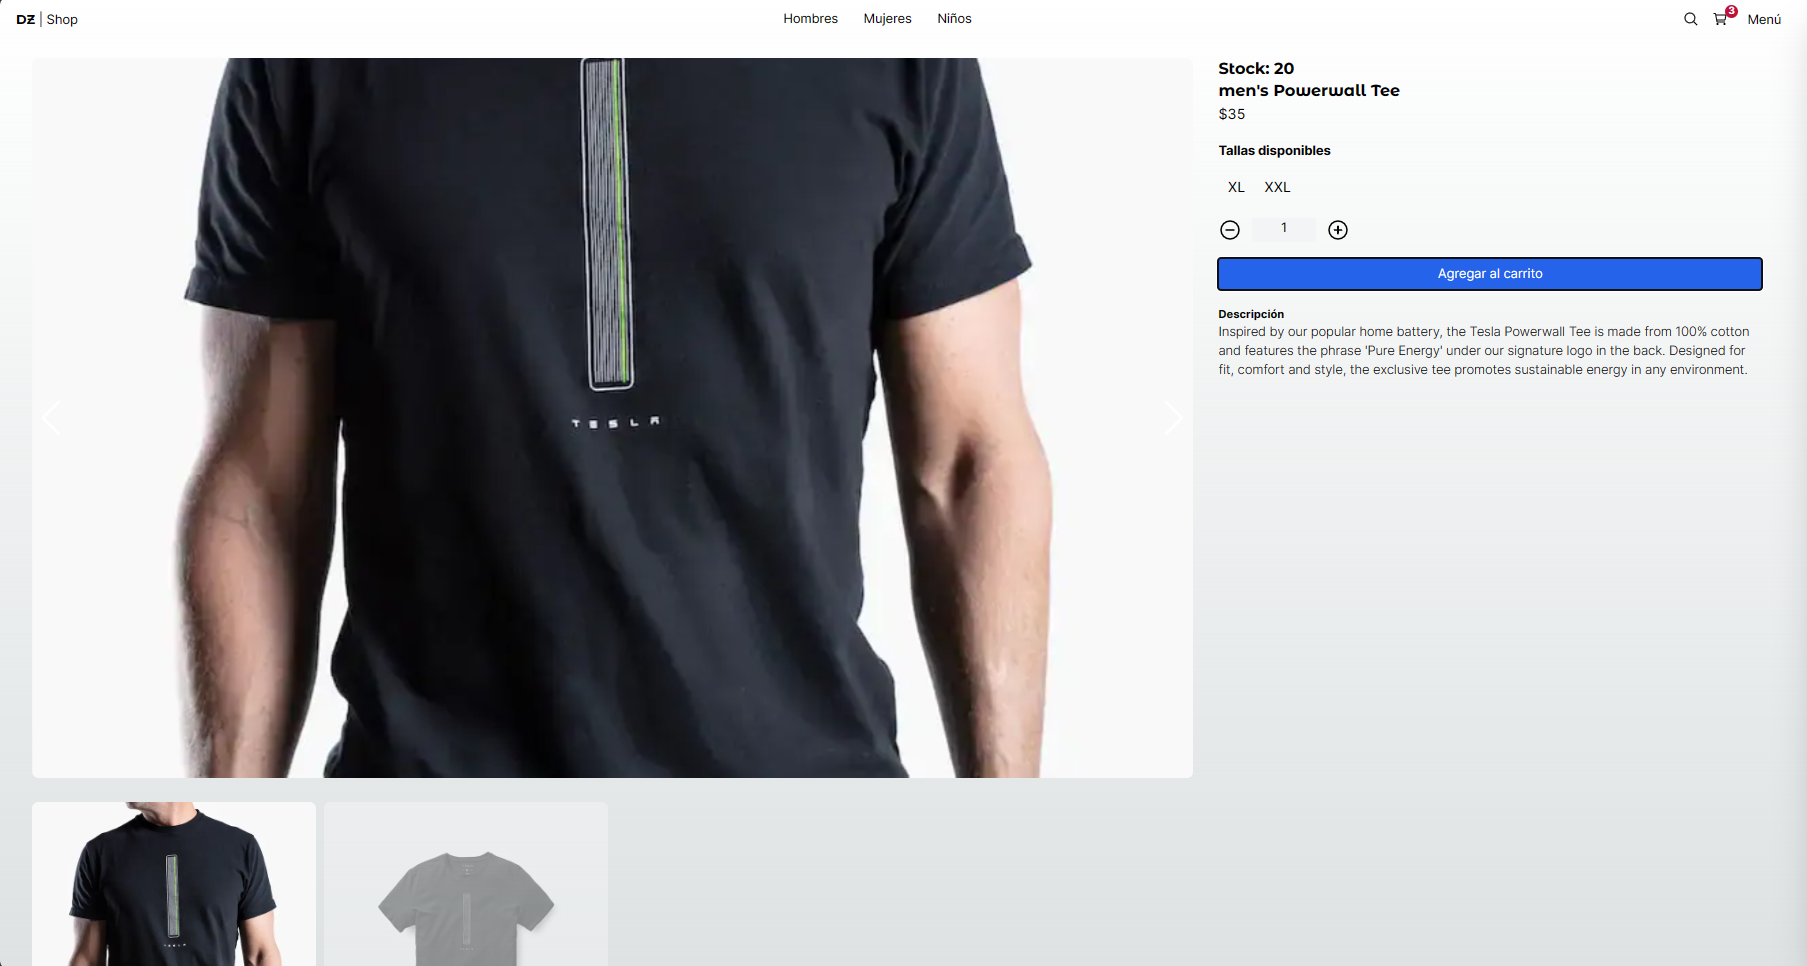 DƵ | Shop
Hombres Mujeres Niños
3 Menú
TESLA
Stock: 20
men's Powerwall Tee
$35
Tallas disponibles
XL XXL
1
Agregar al carrito
Descripción
Inspired by our popular home battery, the Tesla Powerwall Tee is made from 100% cotton
and features the phrase 'Pure Energy' under our signature logo in the back. Designed for
fit, comfort and style, the exclusive tee promotes sustainable energy in any environment.
TESLA